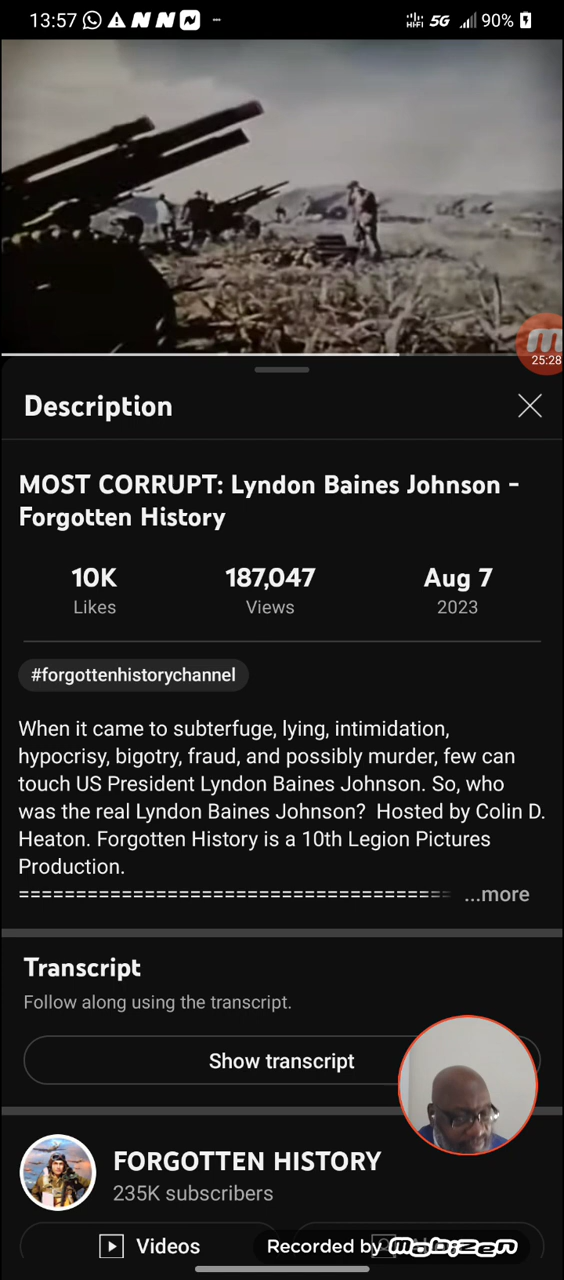 13:57
HiFi 5G 90%
25:28
Description
MOST CORRUPT: Lyndon Baines Johnson -
Forgotten History
10K 187,047 Aug 7
Likes Views 2023
#forgottenhistorychannel
When it came to subterfuge, lying, intimidation,
hypocrisy, bigotry, fraud, and possibly murder, few can
touch US President Lyndon Baines Johnson. So, who
was the real Lyndon Baines Johnson?  Hosted by Colin D.
Heaton. Forgotten History is a 10th Legion Pictures
Production.
======================================= ...more
Transcript
Follow along using the transcript.
Show transcript
FORGOTTEN HISTORY
235K subscribers
Videos
Recorded by mobizen